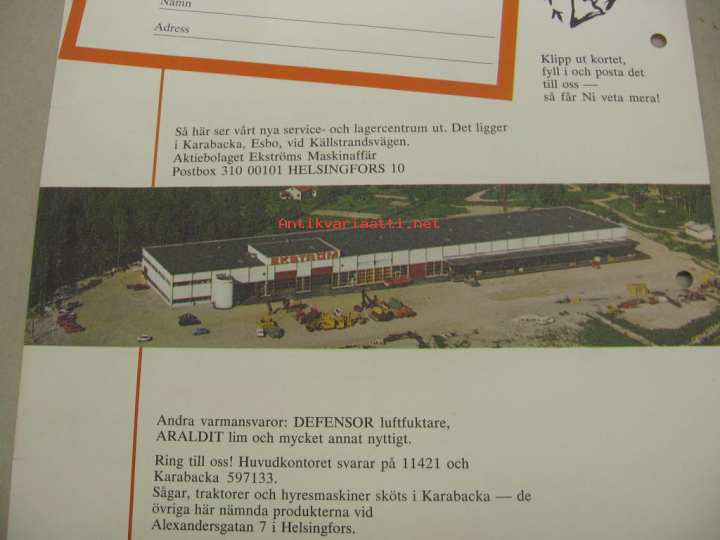 Namn
Adress
Klipp ut kortet,
fyll i och posta det
till oss —
så får Ni veta mera!
Så här ser vårt nya service- och lagercentrum ut. Det ligger
i Karabacka, Esbo, vid Källstrandsvägen.
Aktiebolaget Ekströms Maskinaffär
Postbox 310 00101 HELSINGFORS 10
Antikvariaatti.net
EKSTRÖM
Andra varmansvaror: DEFENSOR luftfuktare,
ARALDIT lim och mycket annat nyttigt.
Ring till oss! Huvudkontoret svarar på 11421 och
Karabacka 597133.
Sågar, traktorer och hyresmaskiner sköts i Karabacka — de
övriga här nämnda produkterna vid
Alexandersgatan 7 i Helsingfors.